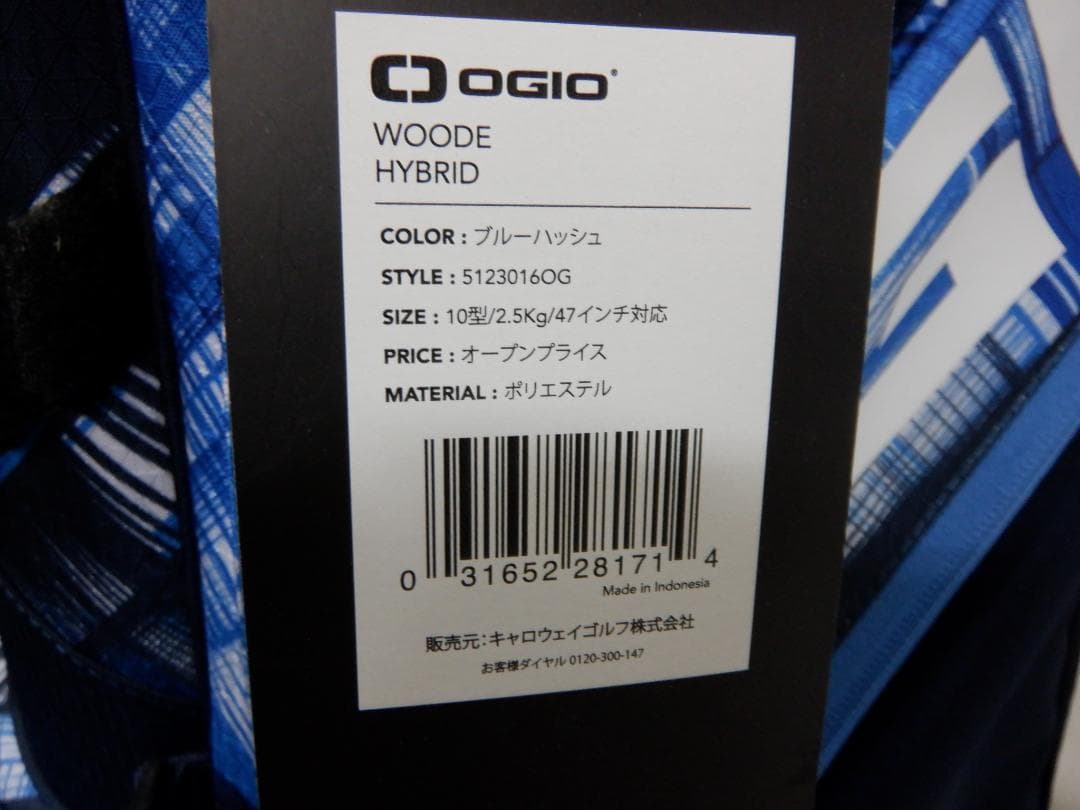 OGIO®
WOODE
HYBRID
COLOR : ブルーハッシュ
STYLE : 5123016OG
SIZE : 10型/2.5Kg/47インチ対応
PRICE : オープンプライス
MATERIAL : ポリエステル
0 31652 28171 4
Made in Indonesia
販売元:キャロウェイゴルフ株式会社
お客様ダイヤル 0120-300-147